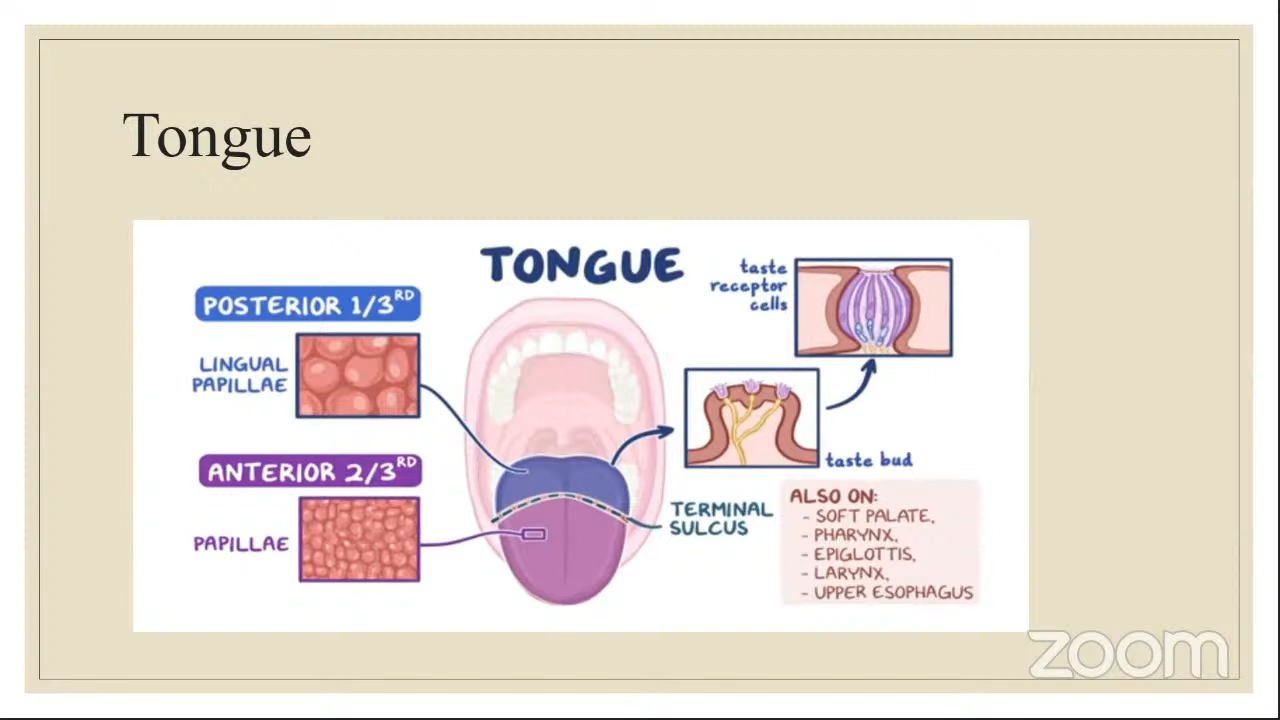 Tongue
TONGUE
POSTERIOR 1/3RD
LINGUAL
PAPILLAE
ANTERIOR 2/3RD
PAPILLAE
taste
receptor
cells
taste bud
TERMINAL
SULCUS
ALSO ON:
- SOFT PALATE,
- PHARYNX,
- EPIGLOTTIS,
- LARYNX,
- UPPER ESOPHAGUS
zoom